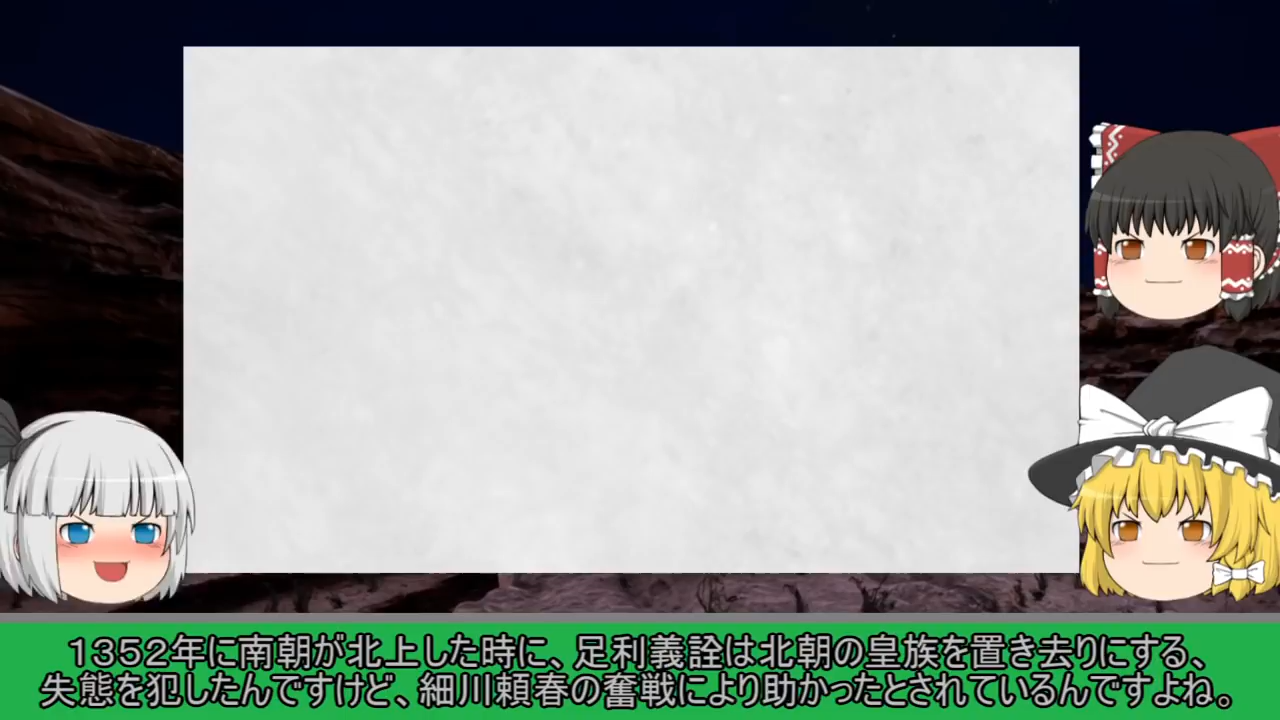 １３５２年に南朝が北上した時に、足利義詮は北朝の皇族を置き去りにする、
失態を犯したんですけど、細川頼春の奮戦により助かったとされているんですよね。